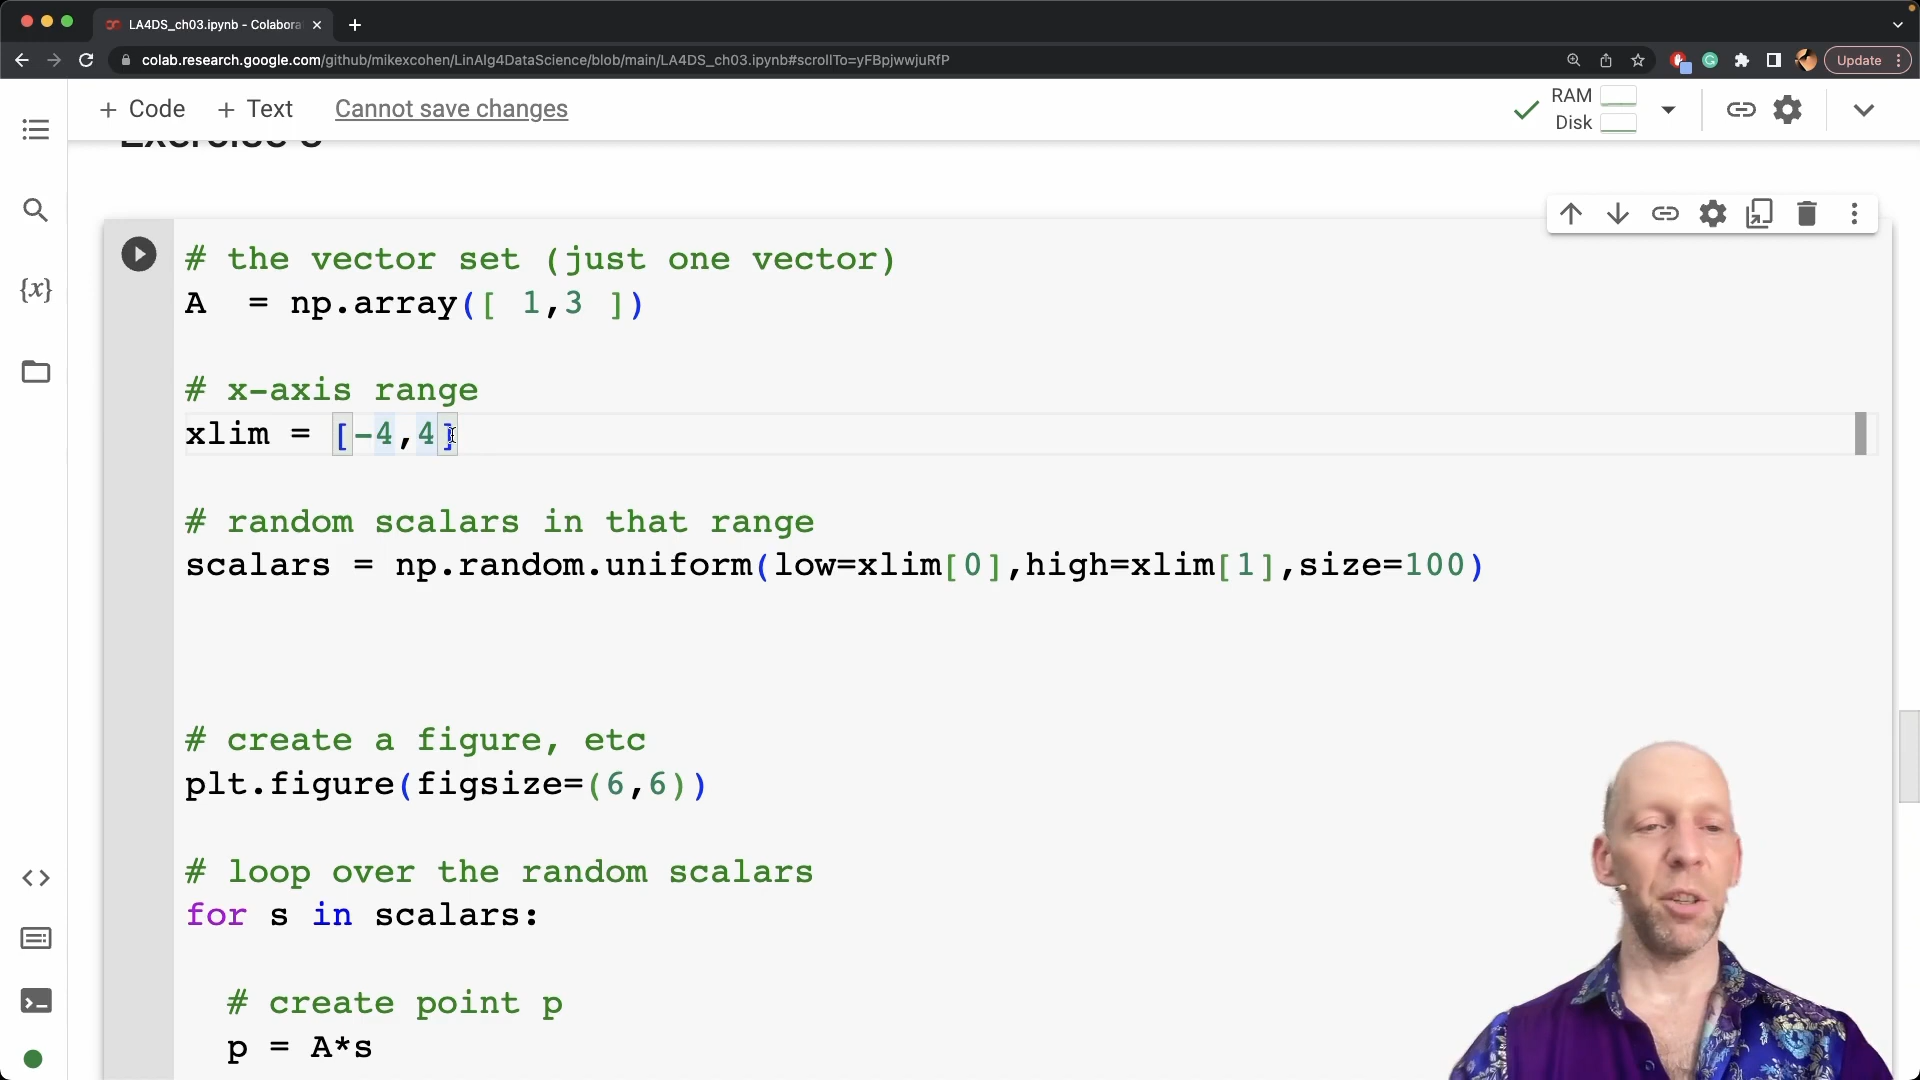 LA4DS_ch03.ipynb - Colabora
colab.research.google.com/github/mikexcohen/LinAlg4DataScience/blob/main/LA4DS_ch03.ipynb#scrollTo=yFBpjwwjuRfP
Update
+ Code + Text Cannot save changes
RAM
Disk
{x}
# the vector set (just one vector)
A  = np.array([ 1,3 ])
# x-axis range
xlim = [-4,4]
# random scalars in that range
scalars = np.random.uniform(low=xlim[0],high=xlim[1],size=100)
# create a figure, etc
plt.figure(figsize=(6,6))
# loop over the random scalars
for s in scalars:
  # create point p
  p = A*s